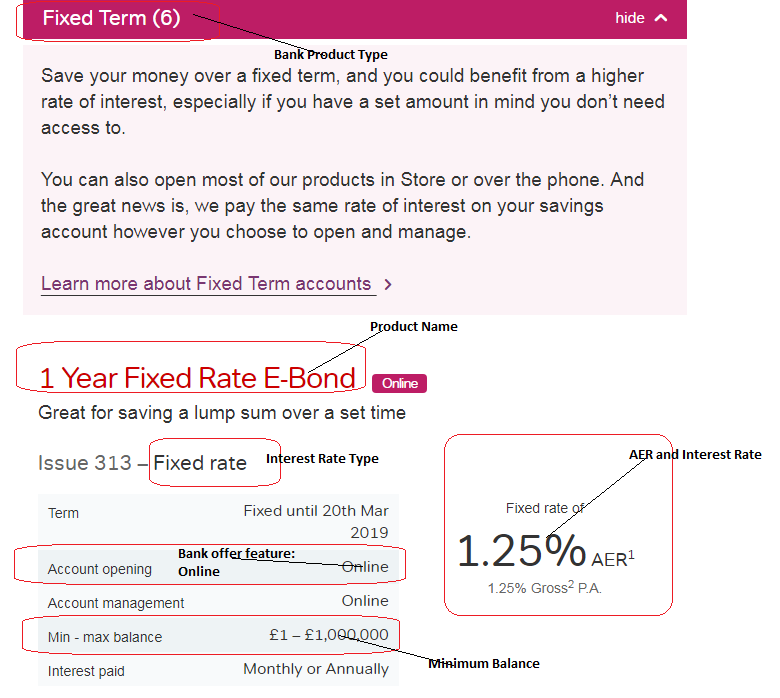 Fixed Term (6)
hide
Bank Product Type
Save your money over a fixed term, and you could benefit from a higher
rate of interest, especially if you have a set amount in mind you don’t need
access to.
You can also open most of our products in Store or over the phone. And
the great news is, we pay the same rate of interest on your savings
account however you choose to open and manage.
Learn more about Fixed Term accounts
Product Name
1 Year Fixed Rate E-Bond Online
Great for saving a lump sum over a set time
Issue 313 – Fixed rate
Interest Rate Type
AER and Interest Rate
Term Fixed until 20th Mar
2019
Bank offer feature:
Online
Account opening Online
Account management Online
Min - max balance £1 – £1,000,000
Minimum Balance
Interest paid Monthly or Annually
Fixed rate of
1.25% AER1
1.25% Gross2 P.A.